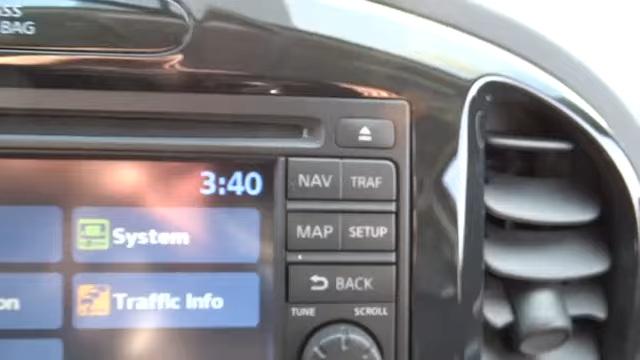 BAG
3:40
NAV TRAF
MAP SETUP
System
BACK
Traffic Info
TUNE SCROLL